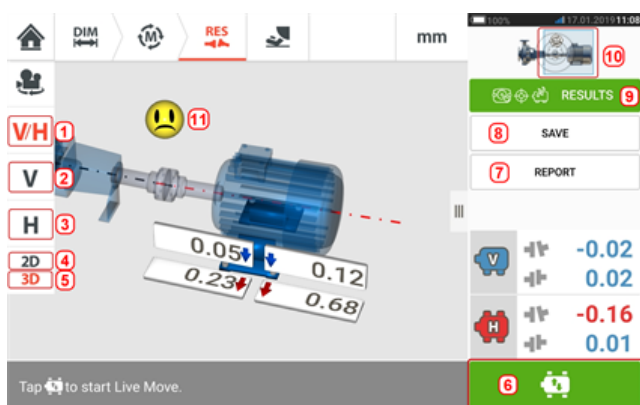 DIM
M
RES
mm
100%
17.01.2019 11:08
10
RESULTS 9
11
V/H 1
8 SAVE
V 2
7 REPORT
H 3
2D 4
3D 5
0.05
0.12
0.23
0.68
V
-0.02
0.02
H
-0.16
0.01
Tap to start Live Move.
6